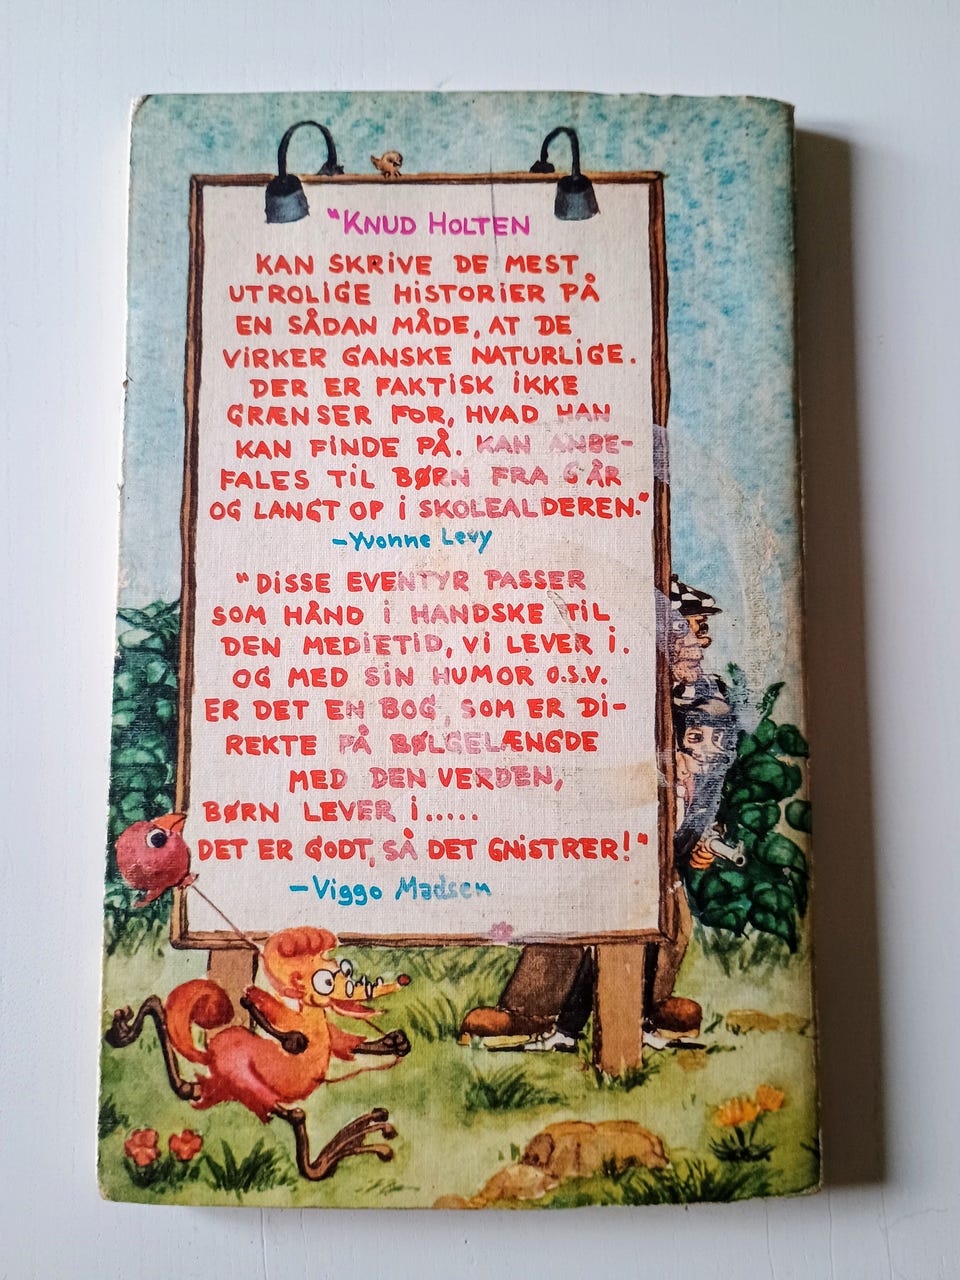 "KNUD HOLTEN
KAN SKRIVE DE MEST
UTROLIGE HISTORIER PÅ
EN SÅDAN MÅDE, AT DE
VIRKER GANSKE NATURLIGE.
DER ER FAKTISK IKKE
GRÆNSER FOR, HVAD HAN
KAN FINDE PÅ. KAN ANBE-
FALES TIL BØRN FRA 6 ÅR
OG LANGT OP I SKOLEALDEREN."
-Yvonne Levy
"DISSE EVENTYR PASSER
SOM HÅND I HANDSKE TIL
DEN MEDIETID, VI LEVER I.
OG MED SIN HUMOR O.S.V.
ER DET EN BOG, SOM ER DI-
REKTE PÅ BØLGELÆNGDE
MED DEN VERDEN,
BØRN LEVER I.....
DET ER GODT, SÅ DET GNISTRER!"
-Viggo Madsen